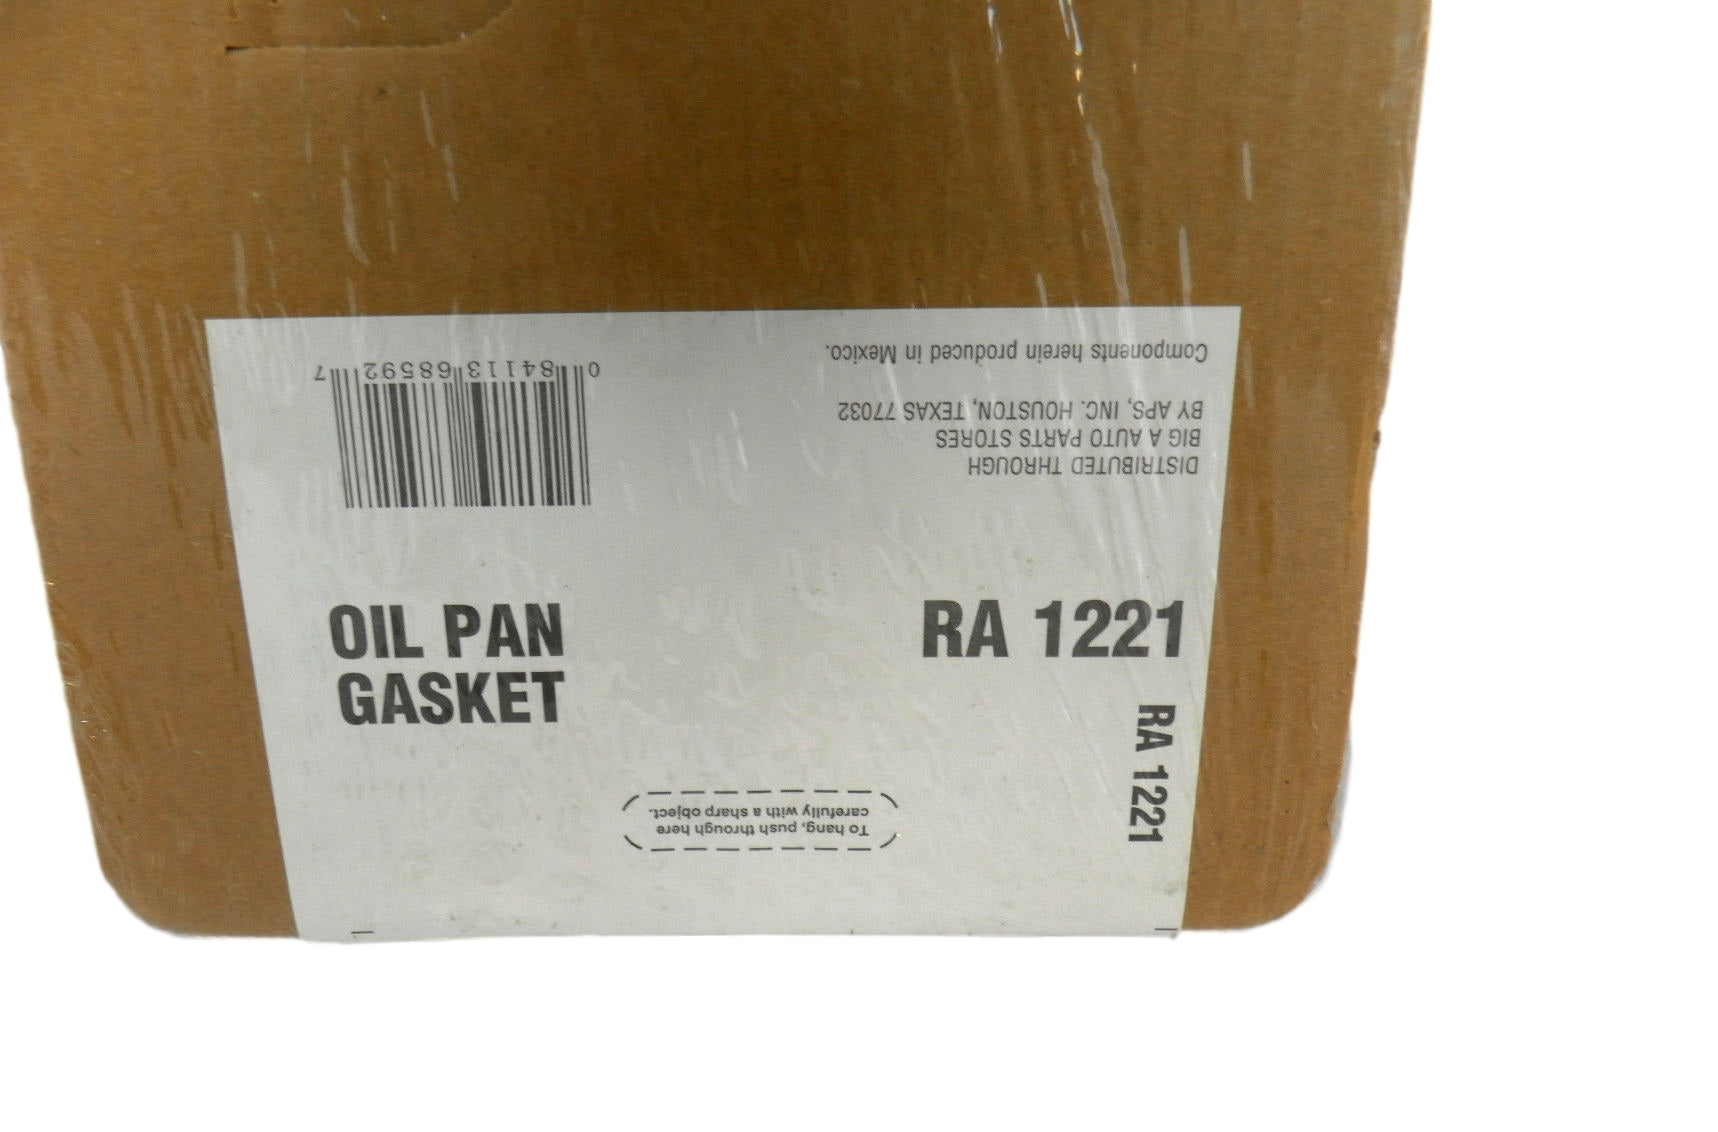 OIL PAN
GASKET
RA 1221
RA 1221
To hang, push through here
carefully with a sharp object.
DISTRIBUTED THROUGH
BIG A AUTO PARTS STORES
BY APS, INC. HOUSTON, TEXAS 77032
Components herein produced in Mexico.
0 84113 68592 7